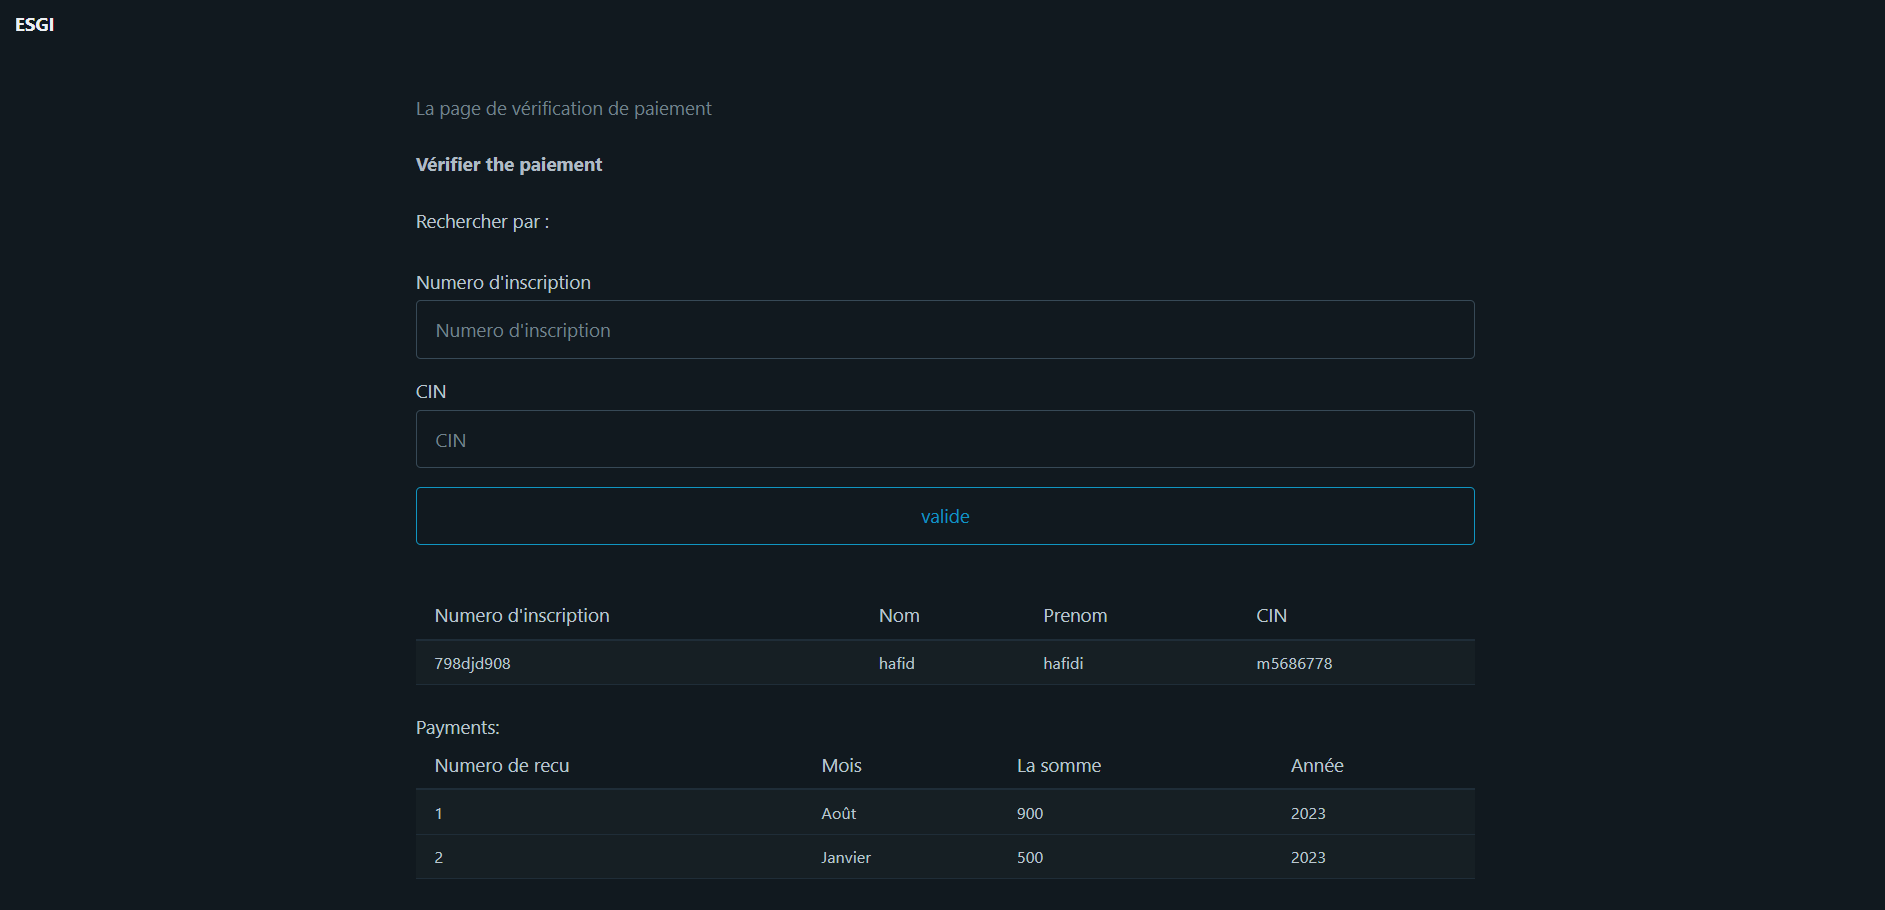 ESGI
La page de vérification de paiement
Vérifier the paiement
Rechercher par :
Numero d'inscription
Numero d'inscription
CIN
CIN
valide
Numero d'inscription Nom Prenom CIN
798djd908 hafid hafidi m5686778
Payments:
Numero de recu Mois La somme Année
1 Août 900 2023
2 Janvier 500 2023